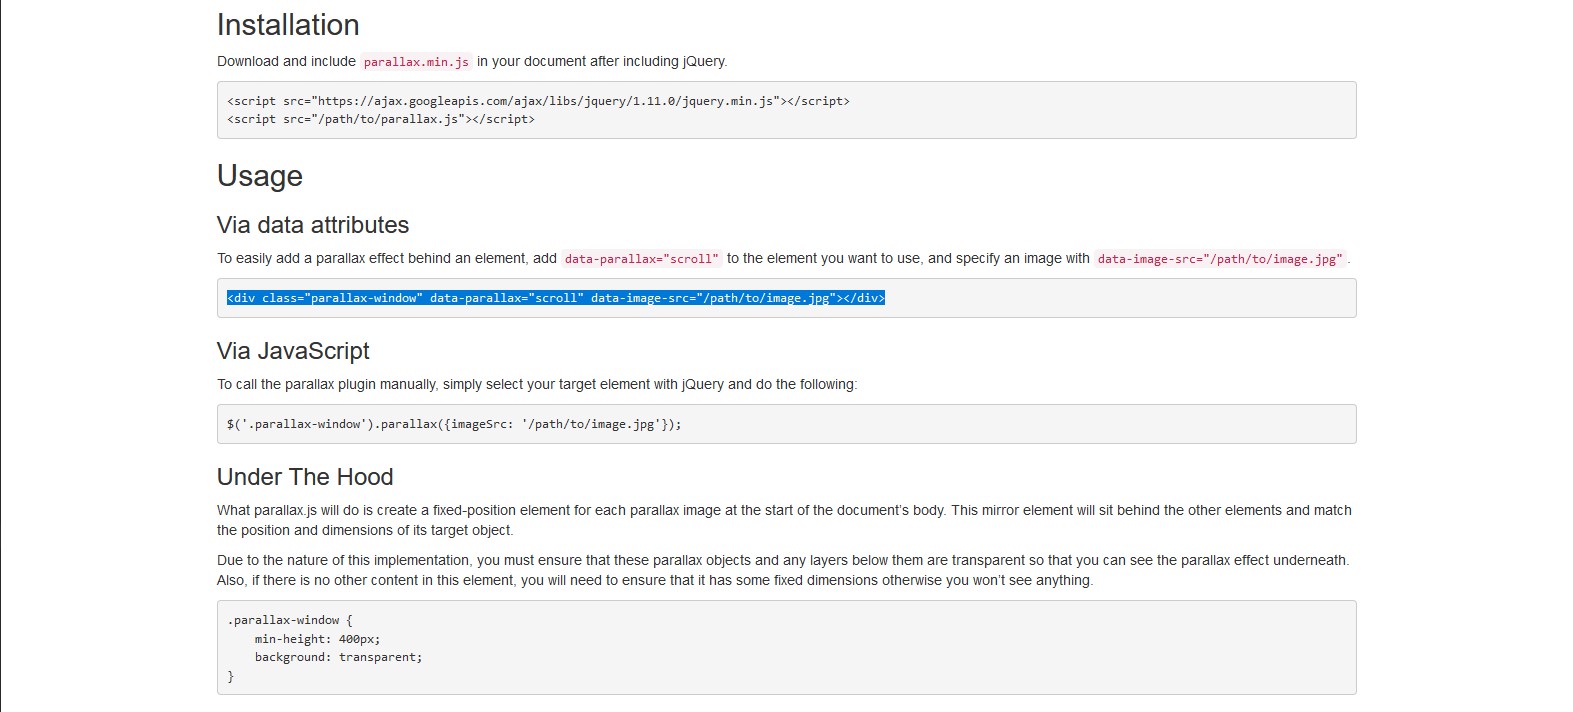 Installation
Download and include parallax.min.js in your document after including jQuery.
<script src="https://ajax.googleapis.com/ajax/libs/jquery/1.11.0/jquery.min.js"></script>
<script src="/path/to/parallax.js"></script>
Usage
Via data attributes
To easily add a parallax effect behind an element, add data-parallax="scroll" to the element you want to use, and specify an image with data-image-src="/path/to/image.jpg" .
<div class="parallax-window" data-parallax="scroll" data-image-src="/path/to/image.jpg"></div>
Via JavaScript
To call the parallax plugin manually, simply select your target element with jQuery and do the following:
$('.parallax-window').parallax({imageSrc: '/path/to/image.jpg'});
Under The Hood
What parallax.js will do is create a fixed-position element for each parallax image at the start of the document's body. This mirror element will sit behind the other elements and match
the position and dimensions of its target object.
Due to the nature of this implementation, you must ensure that these parallax objects and any layers below them are transparent so that you can see the parallax effect underneath.
Also, if there is no other content in this element, you will need to ensure that it has some fixed dimensions otherwise you won't see anything.
.parallax-window {
    min-height: 400px;
    background: transparent;
}